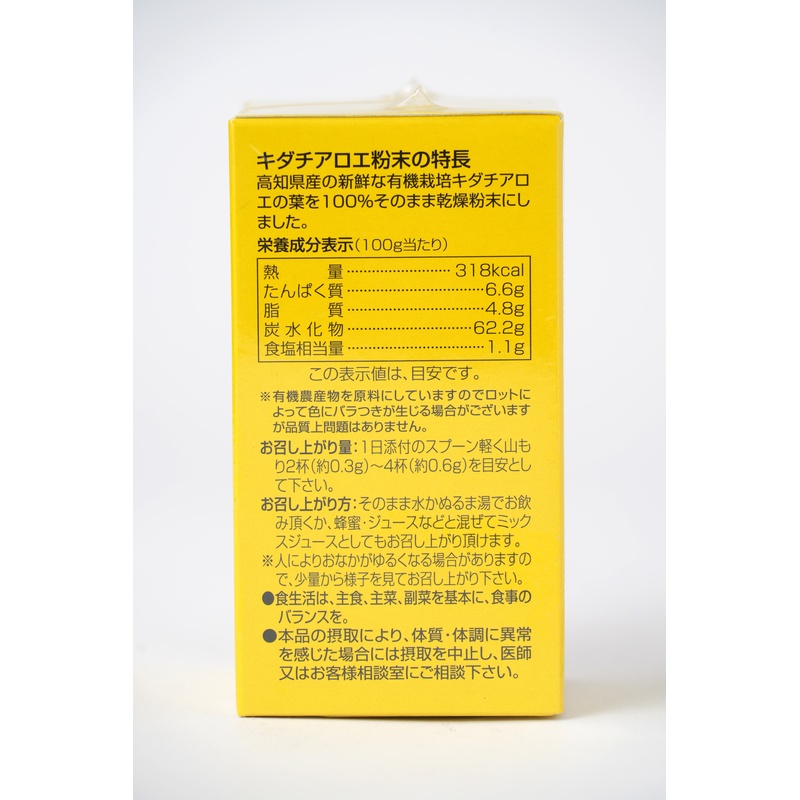 キダチアロエ粉末の特長
高知県産の新鮮な有機栽培キダチアロ
エの葉を100%そのまま乾燥粉末にし
ました。
栄養成分表示(100g当たり)
熱量………………………318kcal
たんぱく質………………………6.6g
脂質………………………4.8g
炭水化物………………………62.2g
食塩相当量………………………1.1g
この表示値は、目安です。
※有機農産物を原料にしていますのでロットに
よって色にバラつきが生じる場合がございます
が品質上問題はありません。
お召し上がり量:1日添付のスプーン軽く山も
り2杯(約0.3g)~4杯(約0.6g)を目安とし
て下さい。
お召し上がり方:そのまま水かぬるま湯でお飲
み頂くか、蜂蜜・ジュースなどと混ぜてミック
スジュースとしてもお召し上がり頂けます。
※人によりおなかがゆるくなる場合がありますの
で、少量から様子を見てお召し上がり下さい。
●食生活は、主食、主菜、副菜を基本に、食事の
バランスを。
●本品の摂取により、体質・体調に異常
を感じた場合には摂取を中止し、医師
又はお客様相談室にご相談下さい。